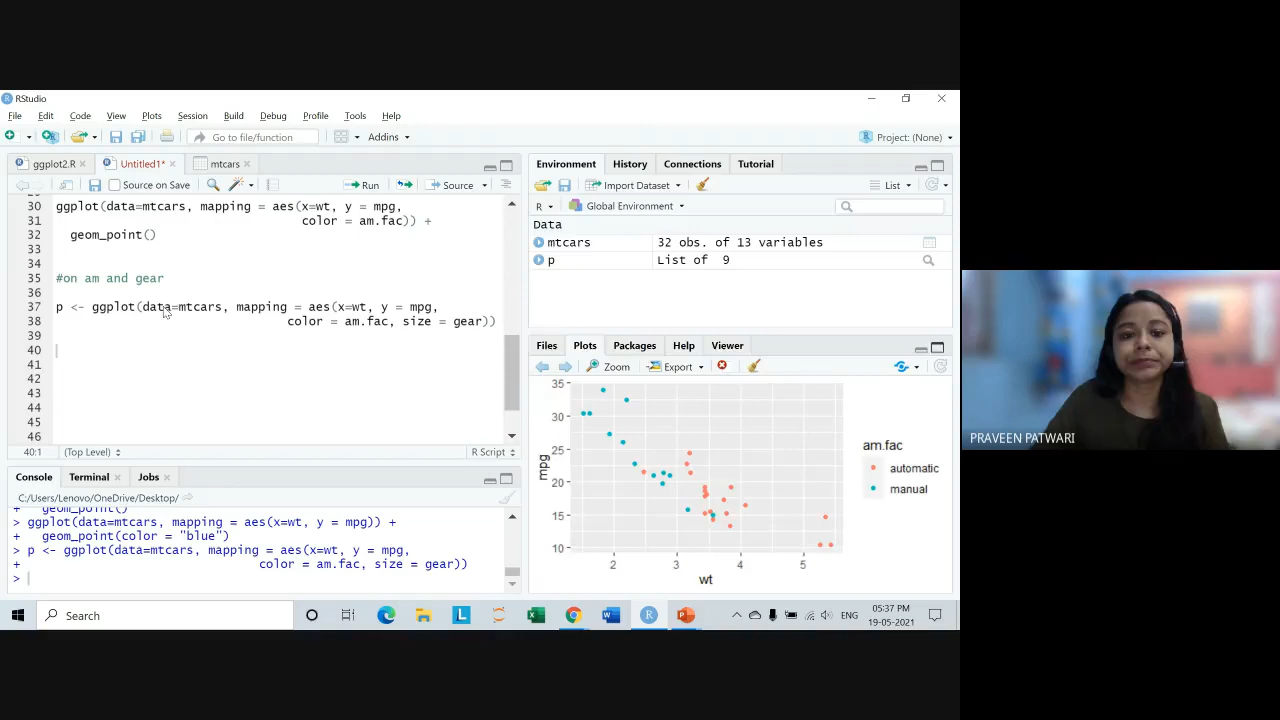 RStudio
File Edit Code View Plots Session Build Debug Profile Tools Help
Go to file/function Addins Project: (None)
ggplot2.R Untitled1* mtcars
Source on Save Run Source
30 ggplot(data=mtcars, mapping = aes(x=wt, y = mpg,
31 color = am.fac)) +
32 geom_point()
33
34
35 #on am and gear
36
37 p <- ggplot(data=mtcars, mapping = aes(x=wt, y = mpg,
38 color = am.fac, size = gear))
39
40
41
42
43
44
45
46
40:1 (Top Level) R Script
Console Terminal Jobs
C:/Users/Lenovo/OneDrive/Desktop/
+ geom_point()
> ggplot(data=mtcars, mapping = aes(x=wt, y = mpg)) +
+ geom_point(color = "blue")
> p <- ggplot(data=mtcars, mapping = aes(x=wt, y = mpg,
+ color = am.fac, size = gear))
>
Environment History Connections Tutorial
Import Dataset List
R Global Environment
Data
mtcars 32 obs. of 13 variables
p List of 9
Files Plots Packages Help Viewer
Zoom Export
35
30
25
20
15
10
mpg
2 3 4 5
wt
am.fac
automatic
manual
PRAVEEN PATWARI
Search
ENG
05:37 PM
19-05-2021